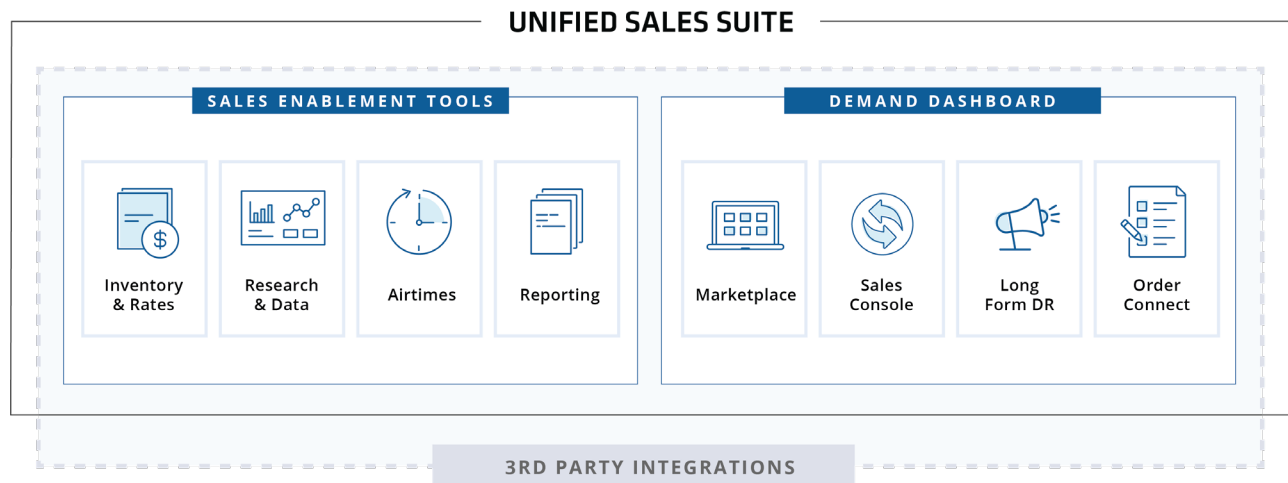 UNIFIED SALES SUITE
SALES ENABLEMENT TOOLS
Inventory
& Rates
Research
& Data
Airtimes
Reporting
DEMAND DASHBOARD
Marketplace
Sales
Console
Long
Form DR
Order
Connect
3RD PARTY INTEGRATIONS